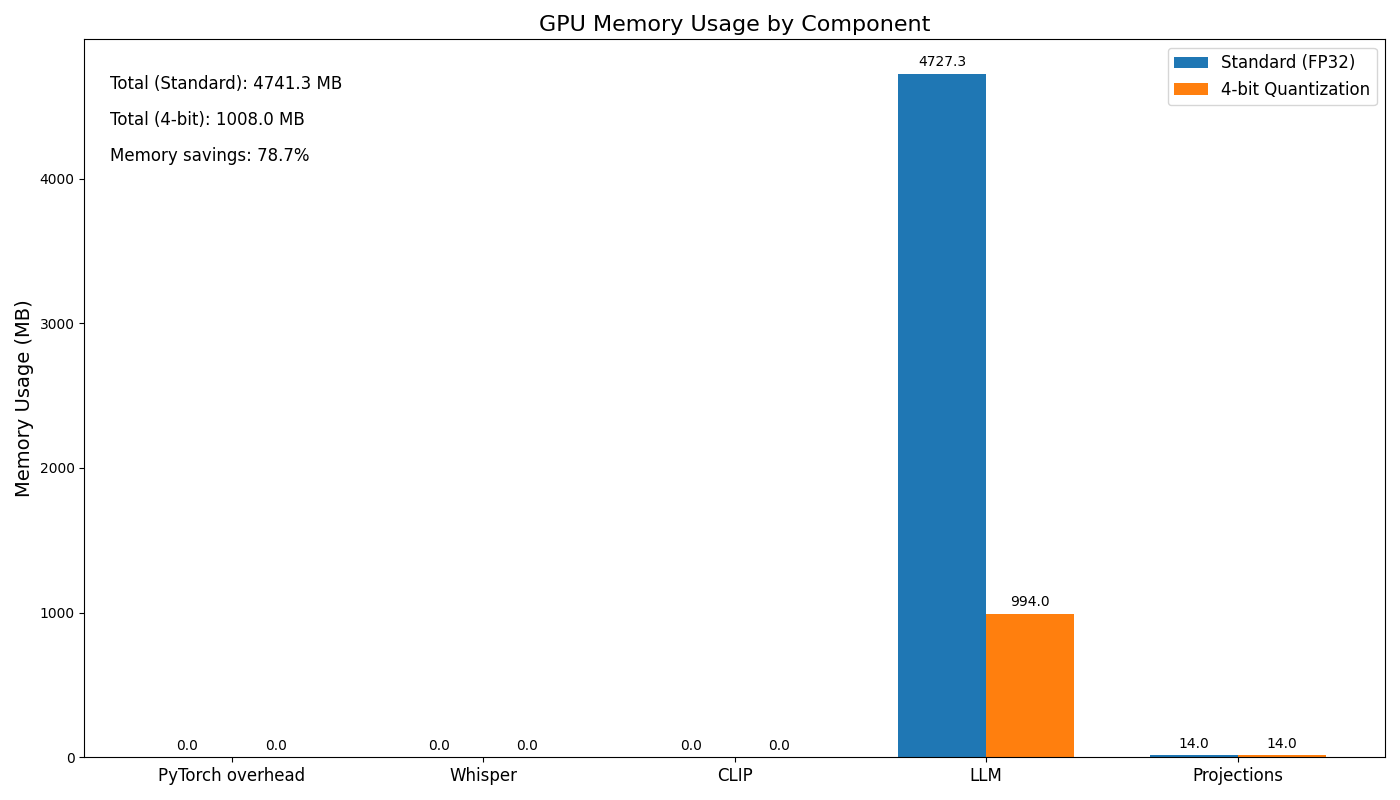 GPU Memory Usage by Component
Total (Standard): 4741.3 MB
Total (4-bit): 1008.0 MB
Memory savings: 78.7%
Standard (FP32)
4-bit Quantization
Memory Usage (MB)
4000
3000
2000
1000
0
0.0 0.0 0.0 0.0 0.0 0.0 4727.3 994.0 14.0 14.0
PyTorch overhead Whisper CLIP LLM Projections